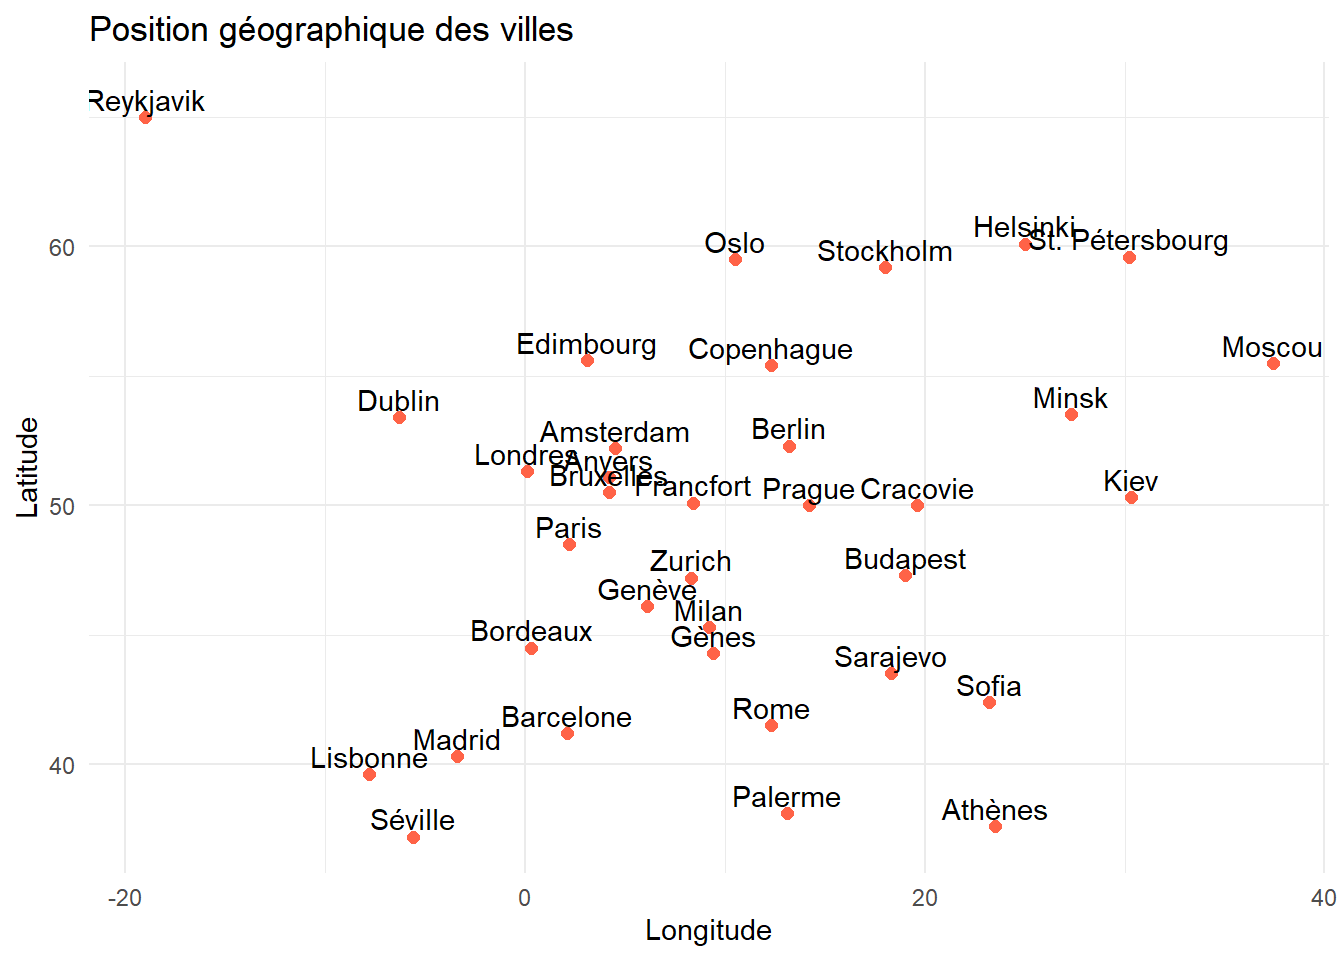 Position géographique des villes
Reykjavik
Helsinki
St. Pétersbourg
Oslo
Stockholm
60
Edimbourg
Copenhague
Moscou
Dublin
Minsk
Amsterdam
Berlin
Londres
Anvers
Bruxelles
Francfort
Prague
Cracovie
Kiev
50
Paris
Zurich
Budapest
Genève
Milan
Bordeaux
Gènes
Sarajevo
Sofia
Barcelone
Rome
Madrid
Lisbonne
40
Palerme
Athènes
Séville
Latitude
-20 0 20 40
Longitude